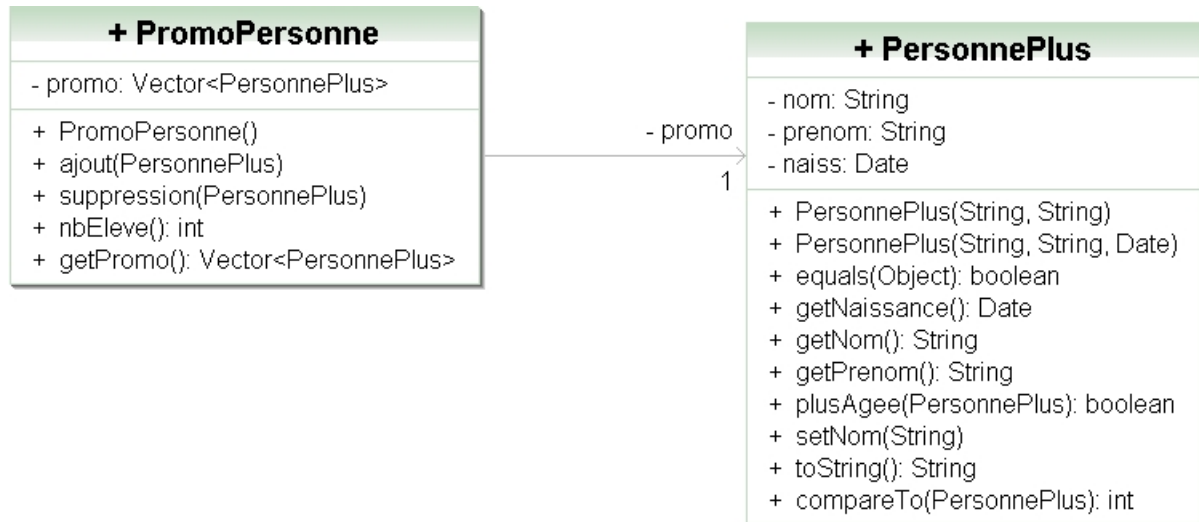 + PromoPersonne
- promo: Vector<PersonnePlus>
+ PromoPersonne()
+ ajout(PersonnePlus)
+ suppression(PersonnePlus)
+ nbEleve(): int
+ getPromo(): Vector<PersonnePlus>
- promo
1
+ PersonnePlus
- nom: String
- prenom: String
- naiss: Date
+ PersonnePlus(String, String)
+ PersonnePlus(String, String, Date)
+ equals(Object): boolean
+ getNaissance(): Date
+ getNom(): String
+ getPrenom(): String
+ plusAgee(PersonnePlus): boolean
+ setNom(String)
+ toString(): String
+ compareTo(PersonnePlus): int